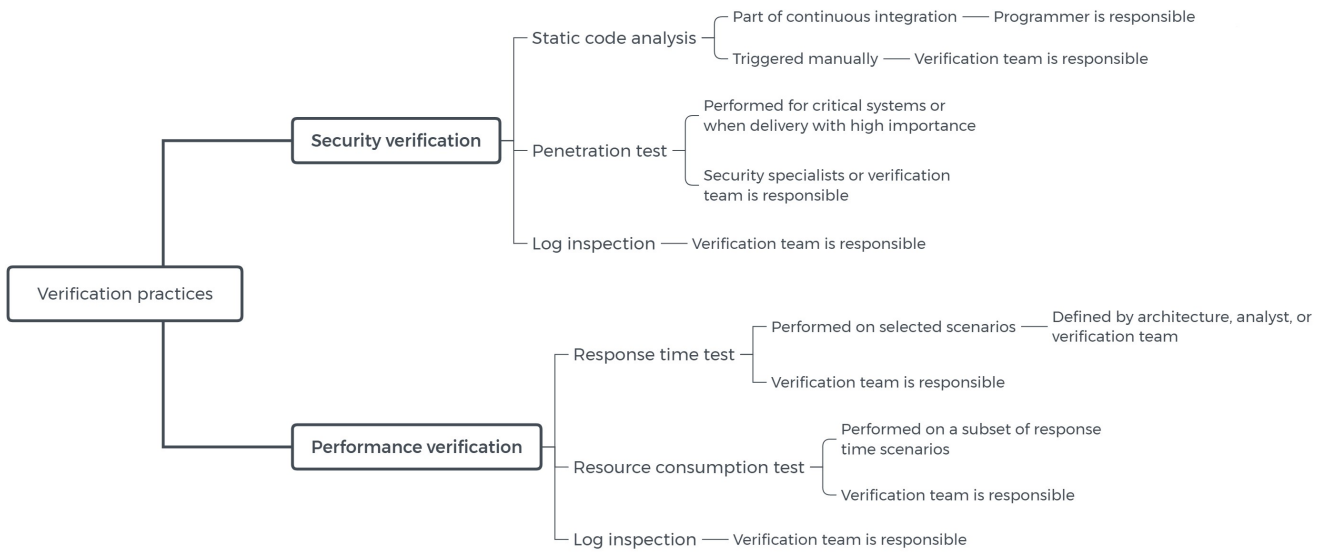 Verification practices
Security verification
Static code analysis
Part of continuous integration
Programmer is responsible
Triggered manually
Verification team is responsible
Penetration test
Performed for critical systems or
when delivery with high importance
Security specialists or verification
team is responsible
Log inspection
Verification team is responsible
Performance verification
Response time test
Performed on selected scenarios
Defined by architecture, analyst, or
verification team
Verification team is responsible
Resource consumption test
Performed on a subset of response
time scenarios
Verification team is responsible
Log inspection
Verification team is responsible